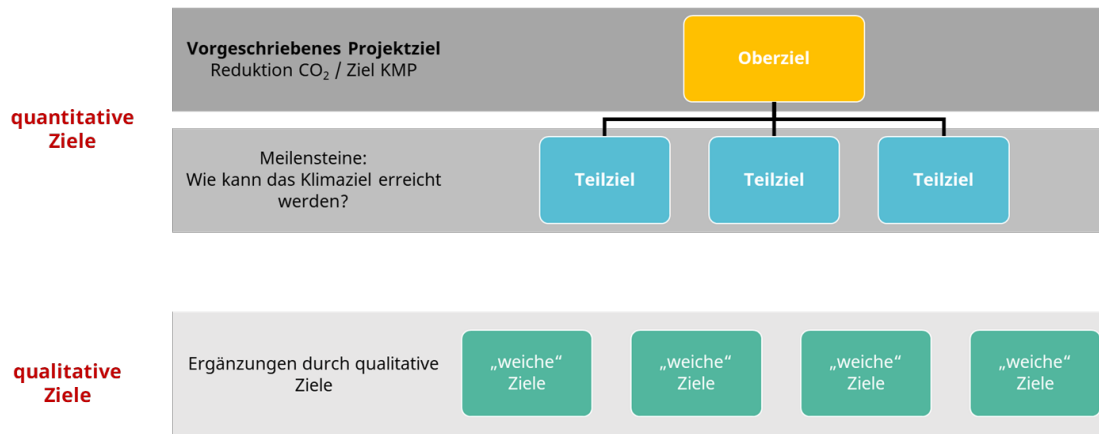 quantitative
Ziele
Vorgeschriebenes Projektziel
Reduktion CO₂ / Ziel KMP
Oberziel
Meilensteine:
Wie kann das Klimaziel erreicht
werden?
Teilziel
Teilziel
Teilziel
qualitative
Ziele
Ergänzungen durch qualitative
Ziele
„weiche“
Ziele
„weiche“
Ziele
„weiche“
Ziele
„weiche“
Ziele